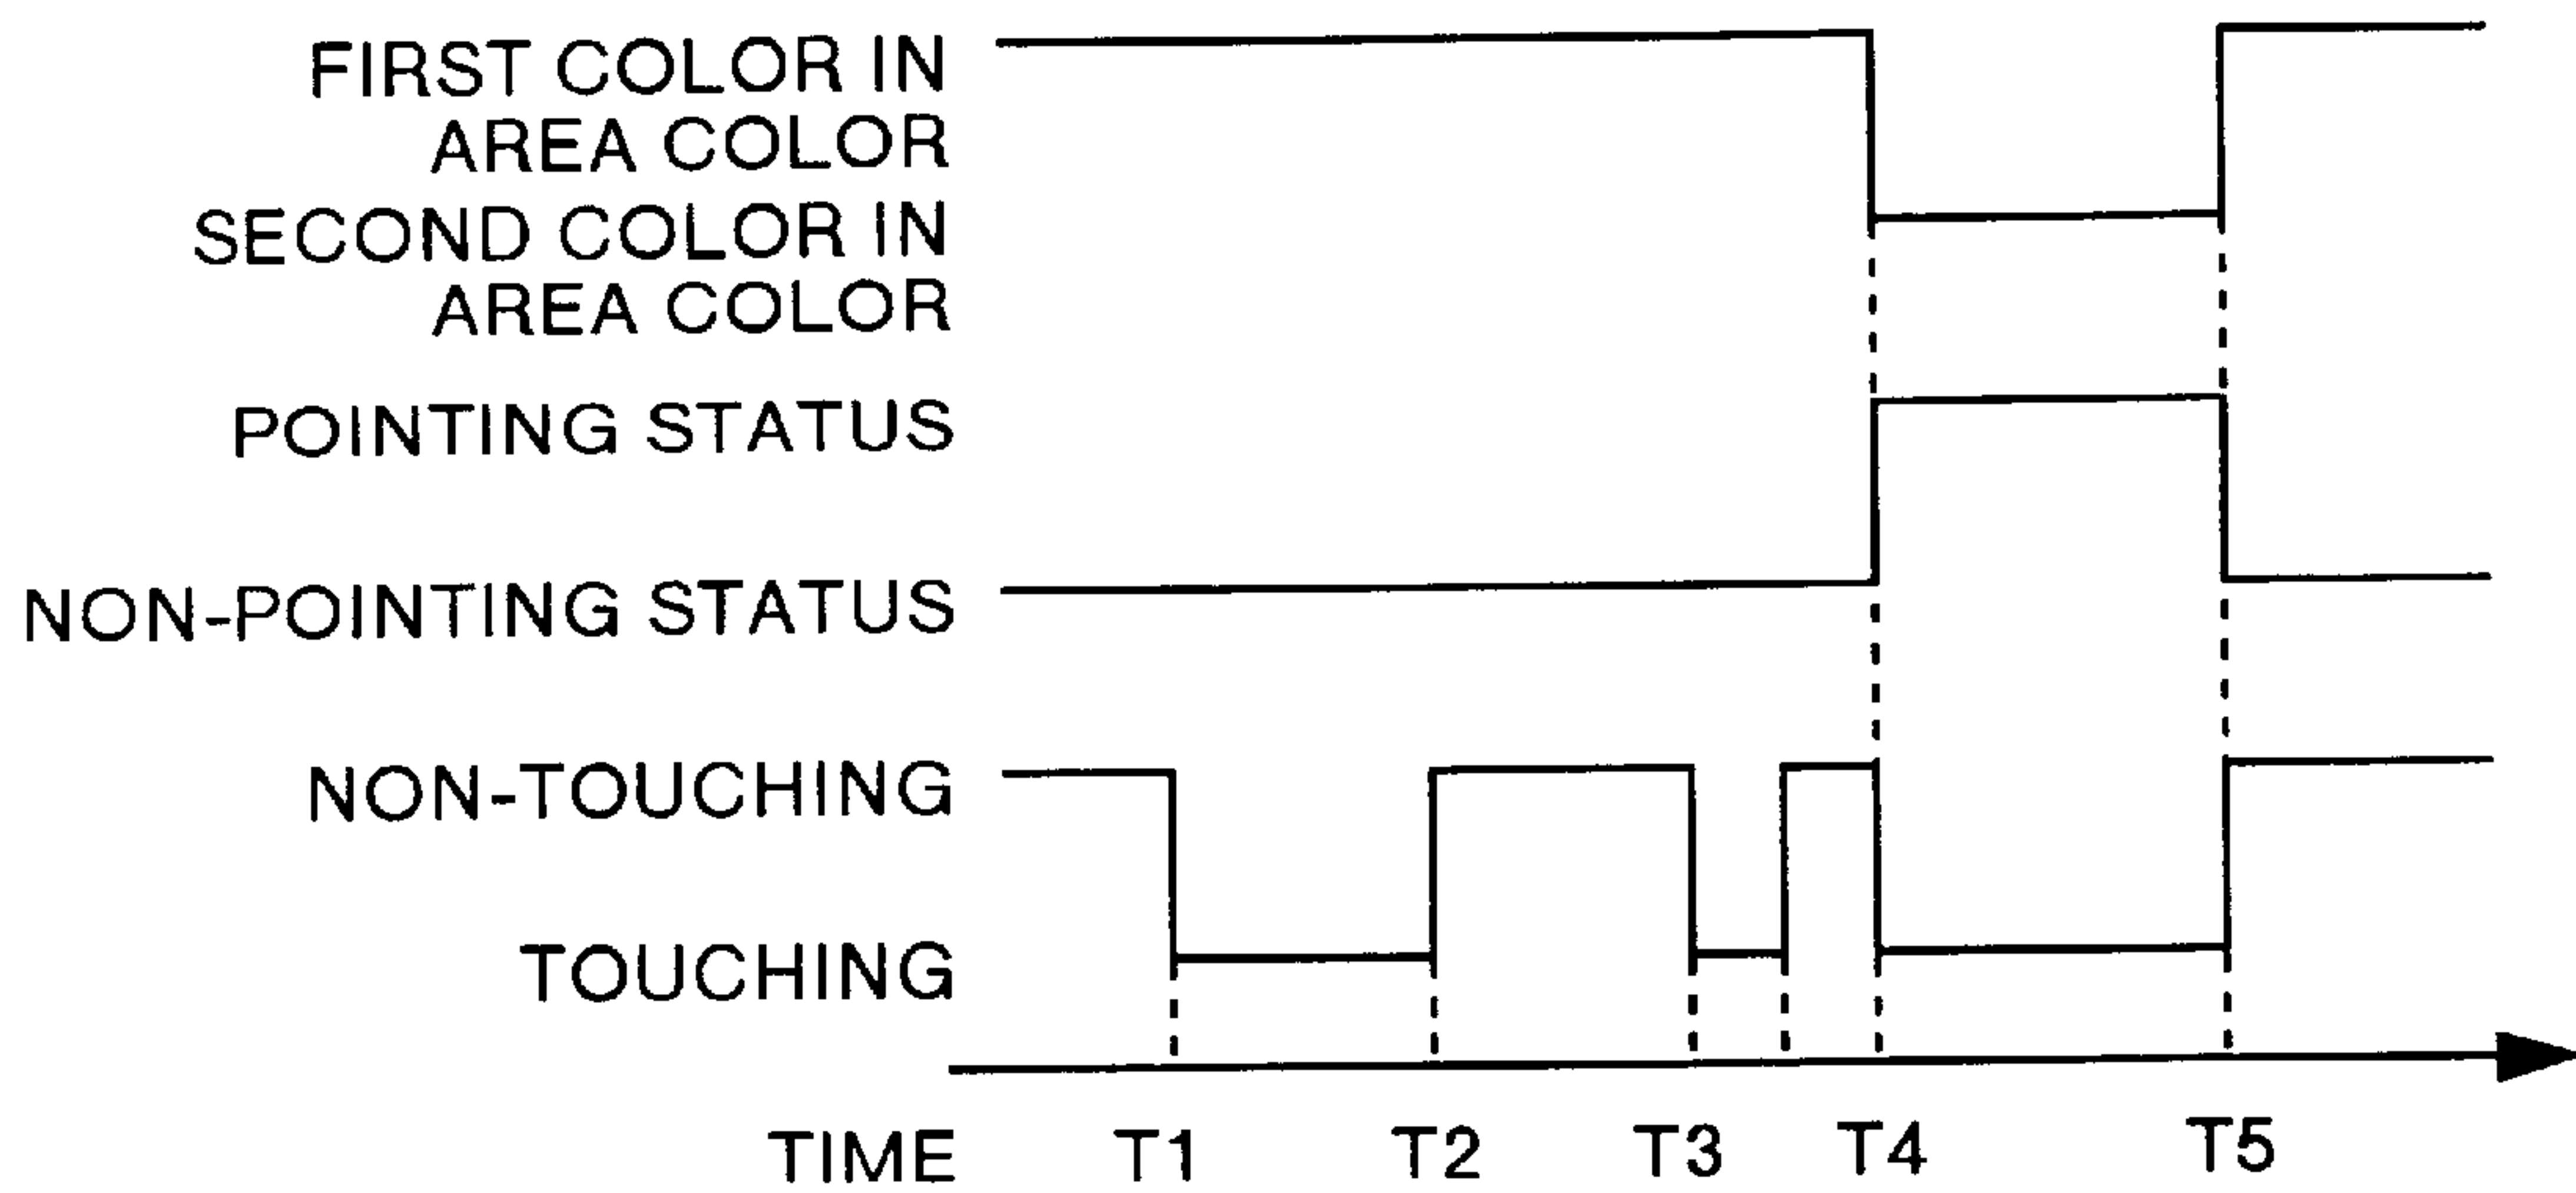 FIRST COLOR IN
AREA COLOR
SECOND COLOR IN
AREA COLOR
POINTING STATUS
NON-POINTING STATUS
NON-TOUCHING
TOUCHING
TIME T1 T2 T3 T4 T5